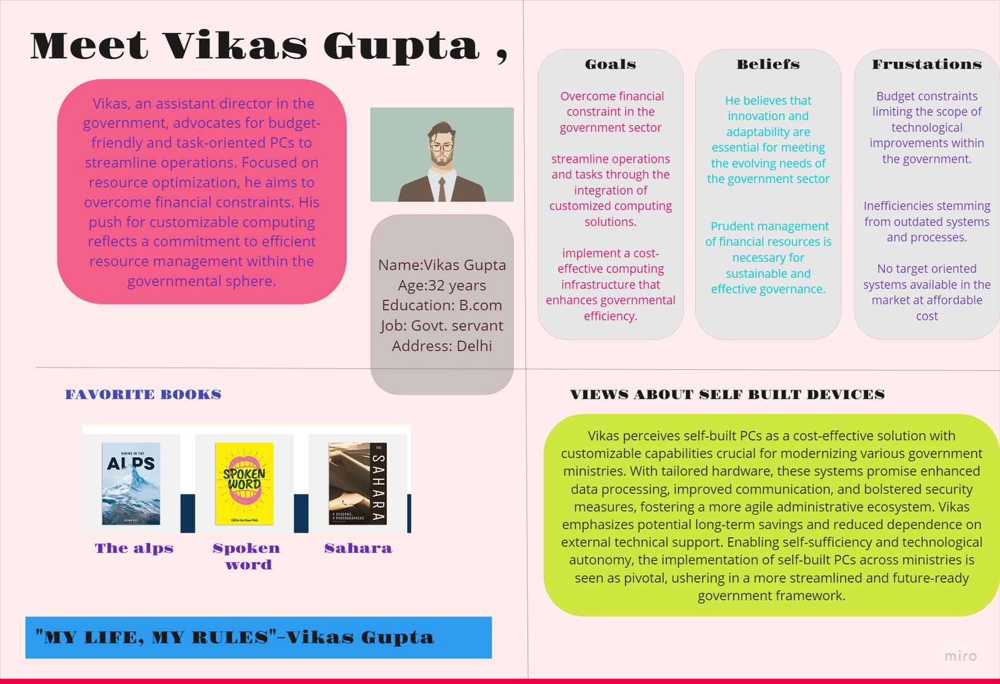 Meet Vikas Gupta ,
Vikas, an assistant director in the
government, advocates for budget-
friendly and task-oriented PCs to
streamline operations. Focused on
resource optimization, he aims to
overcome financial constraints. His
push for customizable computing
reflects a commitment to efficient
resource management within the
governmental sphere.
Name:Vikas Gupta
Age:32 years
Education: B.com
Job: Govt. servant
Address: Delhi
Goals
Overcome financial
constraint in the
government sector
streamline operations
and tasks through the
integration of
customized computing
solutions.
implement a cost-
effective computing
infrastructure that
enhances governmental
efficiency.
Beliefs
He believes that
innovation and
adaptability are
essential for meeting
the evolving needs of
the government sector
Prudent management
of financial resources is
necessary for
sustainable and
effective governance.
Frustations
Budget constraints
limiting the scope of
technological
improvements within
the government.
Inefficiencies stemming
from outdated systems
and processes.
No target oriented
systems available in the
market at affordable
cost
FAVORITE BOOKS
HIKING IN THE
ALPS
SPOKEN
WORD
Editor Lee Anne Hale
THE
SAHARA
4 SEASONS,
4 PHOTOGRAPHERS
The alps
Spoken
word
Sahara
"MY LIFE, MY RULES"-Vikas Gupta
VIEWS ABOUT SELF BUILT DEVICES
Vikas perceives self-built PCs as a cost-effective solution with
customizable capabilities crucial for modernizing various government
ministries. With tailored hardware, these systems promise enhanced
data processing, improved communication, and bolstered security
measures, fostering a more agile administrative ecosystem. Vikas
emphasizes potential long-term savings and reduced dependence on
external technical support. Enabling self-sufficiency and technological
autonomy, the implementation of self-built PCs across ministries is
seen as pivotal, ushering in a more streamlined and future-ready
government framework.
miro